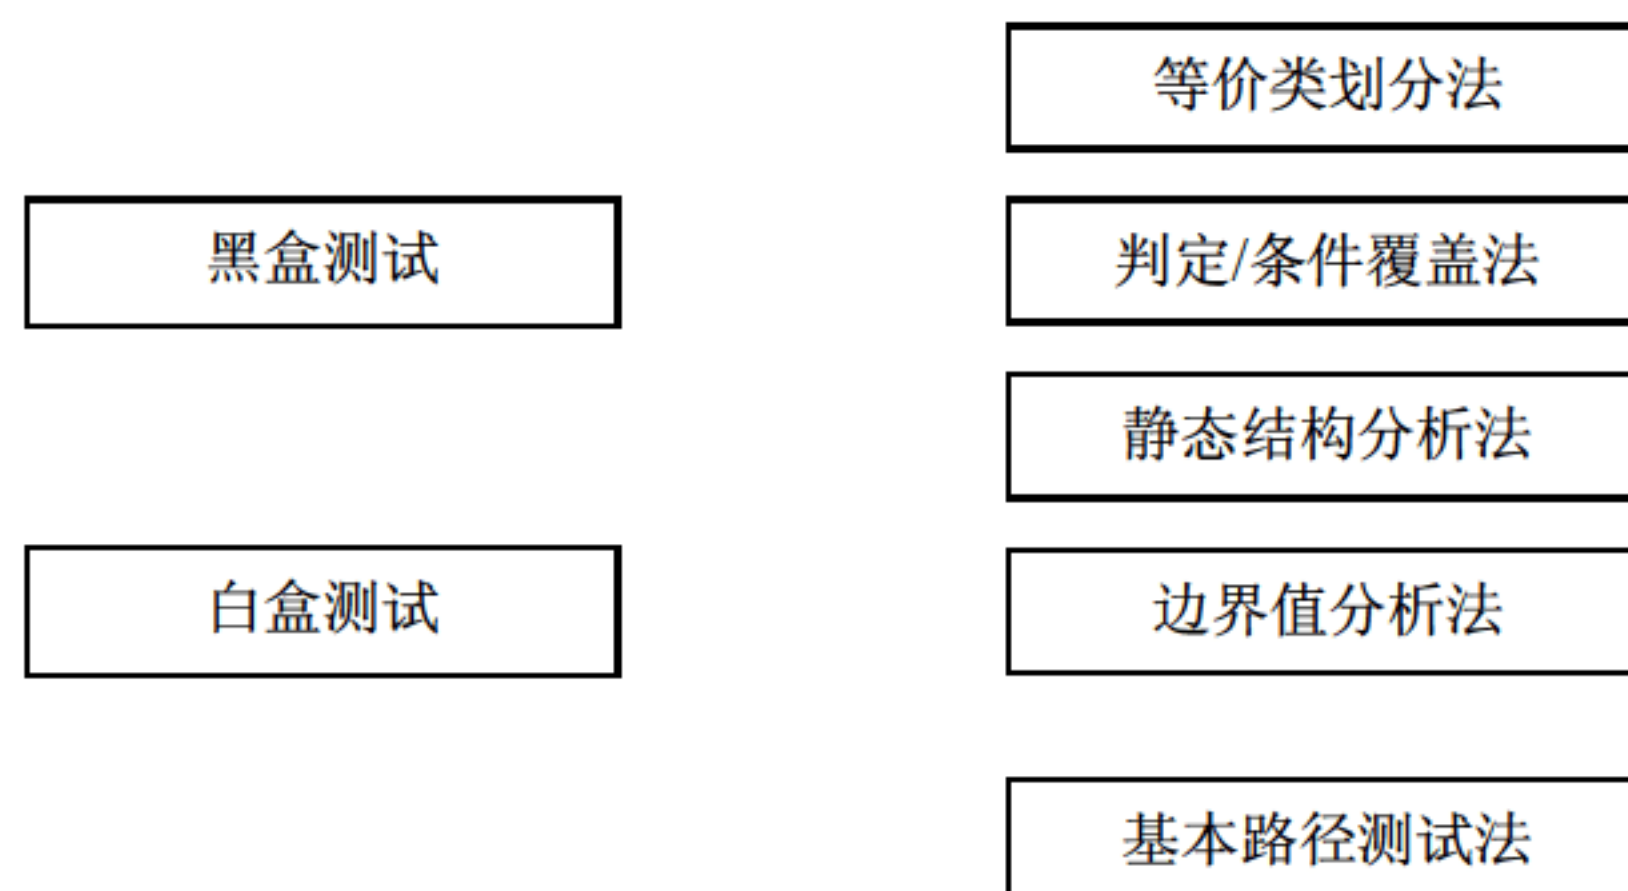 等价类划分法
黑盒测试
判定/条件覆盖法
静态结构分析法
白盒测试
边界值分析法
基本路径测试法